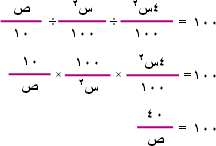 ١٠٠ = ٤س٢/١٠٠ ÷ س٢/١٠٠ ÷ ص/١٠
١٠٠ = ٤س٢/١٠٠ × ١٠٠/س٢ × ١٠/ص
١٠٠ = ٤٠/ص